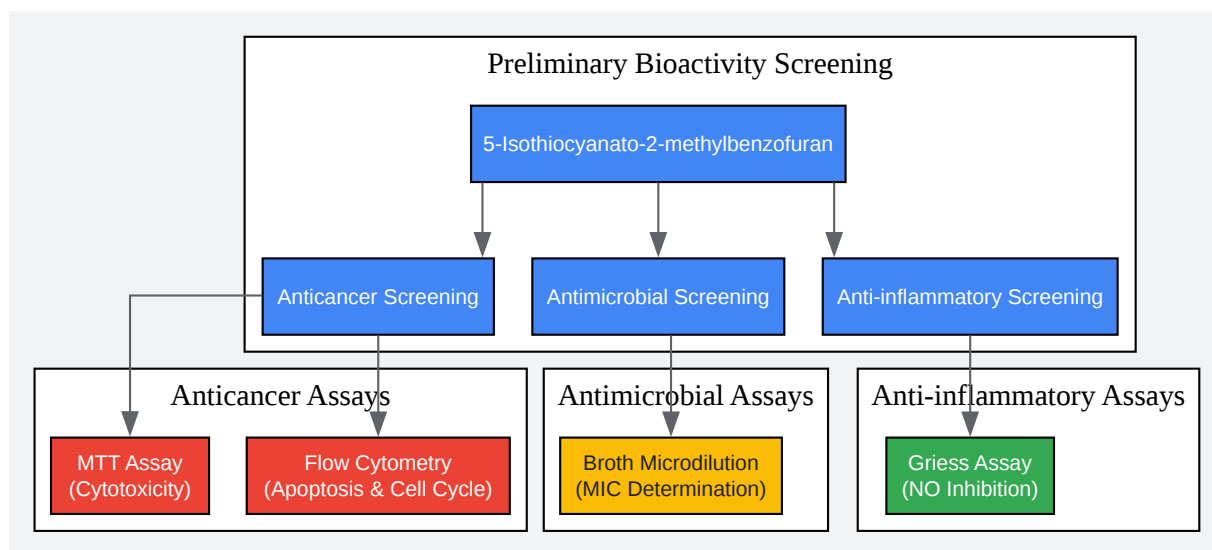 Preliminary Bioactivity Screening
5-Isothiocyanato-2-methylbenzofuran
Anticancer Screening
Antimicrobial Screening
Anti-inflammatory Screening
Anticancer Assays
Antimicrobial Assays
Anti-inflammatory Assays
MTT Assay
(Cytotoxicity)
Flow Cytometry
(Apoptosis & Cell Cycle)
Broth Microdilution
(MIC Determination)
Griess Assay
(NO Inhibition)